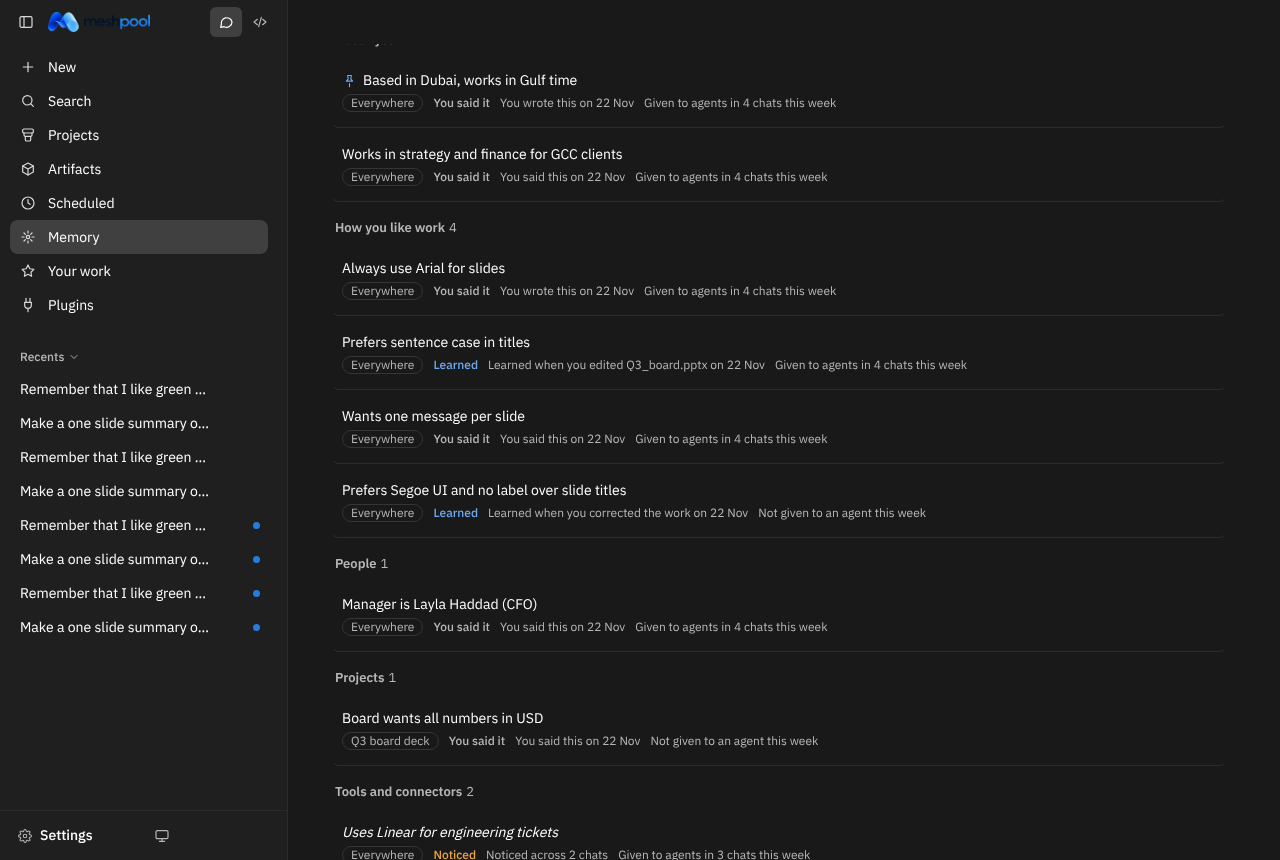 meshpool
New
Search
Projects
Artifacts
Scheduled
Memory
Your work
Plugins
Recents
Remember that I like green ...
Make a one slide summary o...
Remember that I like green ...
Make a one slide summary o...
Remember that I like green ...
Make a one slide summary o...
Remember that I like green ...
Make a one slide summary o...
Settings
Based in Dubai, works in Gulf time
Everywhere You said it You wrote this on 22 Nov Given to agents in 4 chats this week
Works in strategy and finance for GCC clients
Everywhere You said it You said this on 22 Nov Given to agents in 4 chats this week
How you like work 4
Always use Arial for slides
Everywhere You said it You wrote this on 22 Nov Given to agents in 4 chats this week
Prefers sentence case in titles
Everywhere Learned Learned when you edited Q3_board.pptx on 22 Nov Given to agents in 4 chats this week
Wants one message per slide
Everywhere You said it You said this on 22 Nov Given to agents in 4 chats this week
Prefers Segoe UI and no label over slide titles
Everywhere Learned Learned when you corrected the work on 22 Nov Not given to an agent this week
People 1
Manager is Layla Haddad (CFO)
Everywhere You said it You said this on 22 Nov Given to agents in 4 chats this week
Projects 1
Board wants all numbers in USD
Q3 board deck You said it You said this on 22 Nov Not given to an agent this week
Tools and connectors 2
Uses Linear for engineering tickets
Everywhere Noticed Noticed across 2 chats Given to agents in 3 chats this week